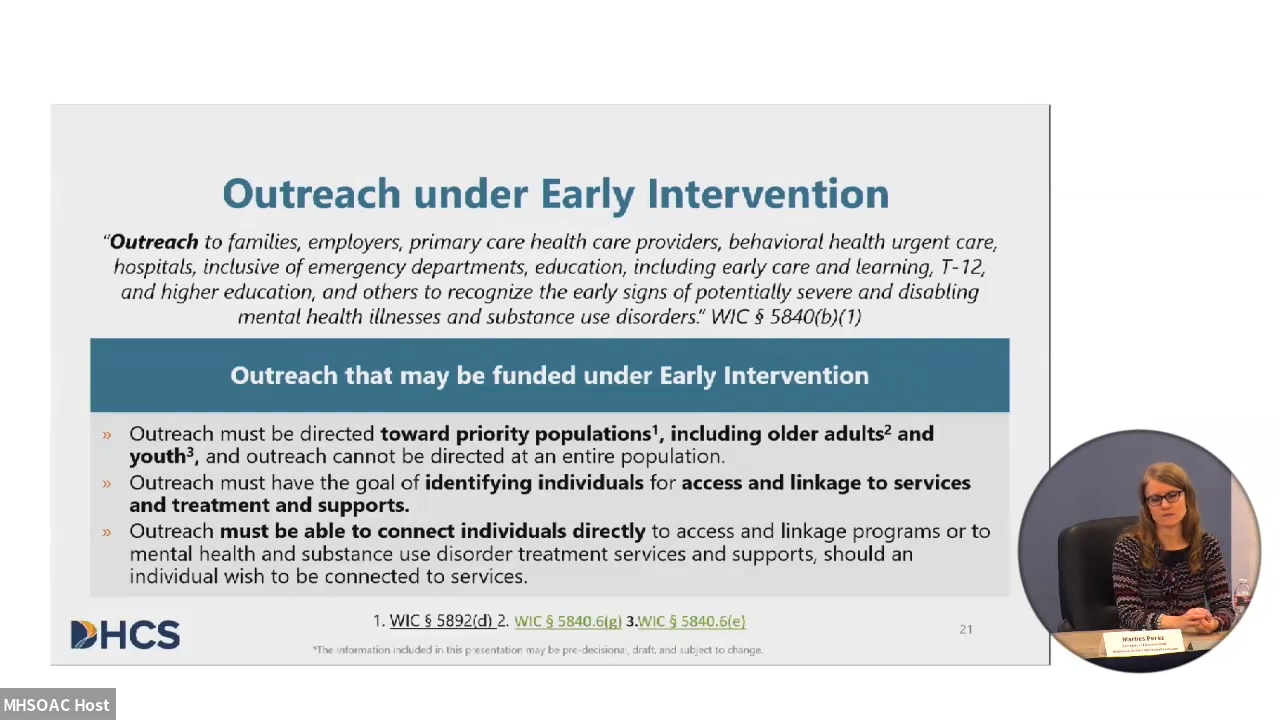 Outreach under Early Intervention
"Outreach to families, employers, primary care health care providers, behavioral health urgent care,
hospitals, inclusive of emergency departments, education, including early care and learning, T-12,
and higher education, and others to recognize the early signs of potentially severe and disabling
mental health illnesses and substance use disorders." WIC § 5840(b)(1)
Outreach that may be funded under Early Intervention
» Outreach must be directed toward priority populations¹, including older adults² and
youth³, and outreach cannot be directed at an entire population.
» Outreach must have the goal of identifying individuals for access and linkage to services
and treatment and supports.
» Outreach must be able to connect individuals directly to access and linkage programs or to
mental health and substance use disorder treatment services and supports, should an
individual wish to be connected to services.
DHCS
1. WIC § 5892(d) 2. WIC § 5840.6(g) 3.WIC § 5840.6(e)
21
*The information included in this presentation may be pre-decisional, draft, and subject to change.
Marlies Perez
MHSOAC Host